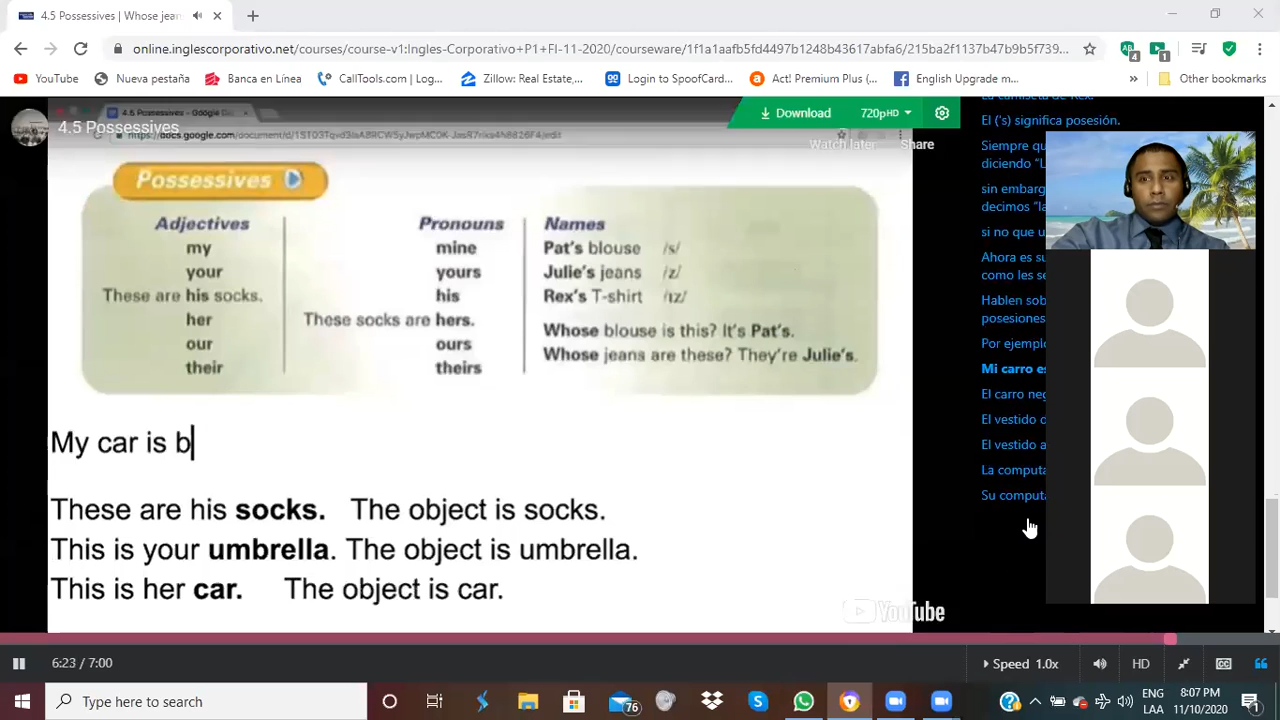 4.5 Possessives | Whose jean
online.inglescorporativo.net/courses/course-v1:Ingles-Corporativo+P1+FI-11-2020/courseware/1f1a1aafb5fd4497b1248b43617abfa6/215ba2f1137b47b9b5f739...
4
1
YouTube
Nueva pestaña
Banca en Línea
CallTools.com | Log...
Zillow: Real Estate,...
Login to SpoofCard...
Act! Premium Plus (...
English Upgrade m...
»
Other bookmarks
4.5 Possessives
Download
720pHD
Watch later
Share
Possessives
Adjectives
my
your
These are his socks.
her
our
their
Pronouns
mine
yours
his
These socks are hers.
ours
theirs
Names
Pat's blouse /s/
Julie's jeans /z/
Rex's T-shirt /ɪz/
Whose blouse is this? It's Pat's.
Whose jeans are these? They're Julie's.
My car is b
These are his socks. The object is socks.
This is your umbrella. The object is umbrella.
This is her car. The object is car.
YouTube
La camiseta de Rex.
El ('s) significa posesión.
Siempre qu
diciendo "L
sin embarg
decimos "la
si no que u
Ahora es su
como les se
Hablen sob
posesiones
Por ejemplo
Mi carro es
El carro neg
El vestido d
El vestido a
La computa
Su computa
6:23 / 7:00
Speed 1.0x
HD
Type here to search
76
ENG
LAA
8:07 PM
11/10/2020
1